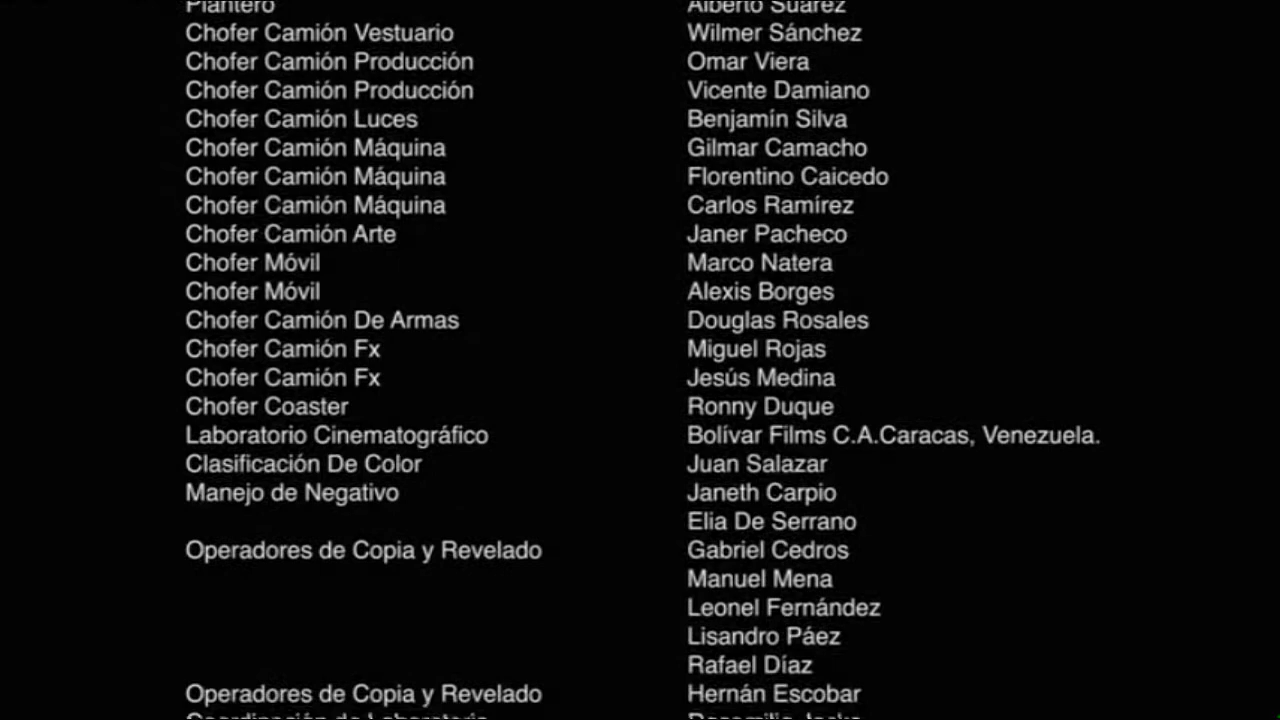 Plantero Alberto Suárez
Chofer Camión Vestuario Wilmer Sánchez
Chofer Camión Producción Omar Viera
Chofer Camión Producción Vicente Damiano
Chofer Camión Luces Benjamín Silva
Chofer Camión Máquina Gilmar Camacho
Chofer Camión Máquina Florentino Caicedo
Chofer Camión Máquina Carlos Ramírez
Chofer Camión Arte Janer Pacheco
Chofer Móvil Marco Natera
Chofer Móvil Alexis Borges
Chofer Camión De Armas Douglas Rosales
Chofer Camión Fx Miguel Rojas
Chofer Camión Fx Jesús Medina
Chofer Coaster Ronny Duque
Laboratorio Cinematográfico Bolívar Films C.A.Caracas, Venezuela.
Clasificación De Color Juan Salazar
Manejo de Negativo Janeth Carpio
Elia De Serrano
Operadores de Copia y Revelado Gabriel Cedros
Manuel Mena
Leonel Fernández
Lisandro Páez
Rafael Díaz
Operadores de Copia y Revelado Hernán Escobar